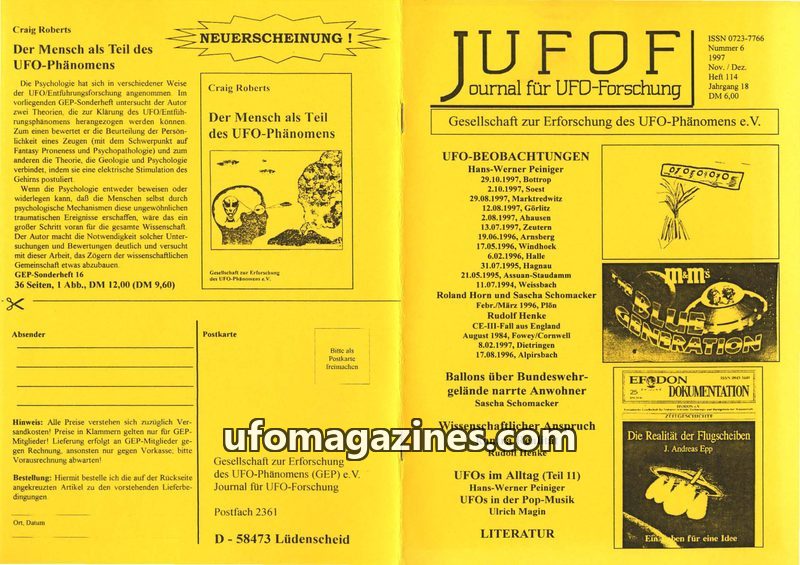 Craig Roberts
Der Mensch als Teil des
UFO-Phänomens
NEUERSCHEINUNG !
Die Psychologie hat sich in verschiedener Weise
der UFO/Entführungsforschung angenommen. Im
vorliegenden GEP-Sonderheft untersucht der Autor
zwei Theorien, die zur Klärung des UFO/Entfüh-
rungsphänomens herangezogen werden können.
Zum einen bewertet er die Beurteilung der Persön-
lichkeit eines Zeugen (mit dem Schwerpunkt auf
Fantasy Proneness und Psychopathologie) und zum
anderen die Theorie, die Geologie und Psychologie
verbindet, indem sie eine elektrische Stimulation des
Gehirns postuliert.
Wenn die Psychologie entweder beweisen oder
widerlegen kann, daß die Menschen selbst durch
psychologische Mechanismen diese ungewöhnlichen
traumatischen Ereignisse erschaffen, wäre das ein
großer Schritt voran für die gesamte Wissenschaft.
Der Autor macht die Notwendigkeit solcher Unter-
suchungen und Bewertungen deutlich und versucht
mit dieser Arbeit, das Zögern der wissenschaftlichen
Gemeinschaft etwas abzubauen.
GEP-Sonderheft 16
36 Seiten, 1 Abb., DM 12,00 (DM 9,60)
Craig Roberts
Der Mensch als Teil
des UFO-Phänomens
Gesellschaft zur Erforschung
des UFO-Phänomens e.V.
Absender
Postkarte
Bitte als
Postkarte
freimachen
Hinweis: Alle Preise verstehen sich zuzüglich Ver-
sandkosten! Preise in Klammern gelten nur für GEP-
Mitglieder! Lieferung erfolgt an GEP-Mitglieder ge-
gen Rechnung, ansonsten nur gegen Vorkasse; bitte
Vorausrechnung abwarten!
Bestellung: Hiermit bestelle ich die auf der Rückseite
angekreuzten Artikel zu den vorstehenden Lieferbe-
dingungen.
Ort, Datum
Gesellschaft zur Erforschung
des UFO-Phänomens (GEP) e.V.
Journal für UFO-Forschung
Postfach 2361
D - 58473 Lüdenscheid
JUFOF
Journal für UFO-Forschung
ISSN 0723-7766
Nummer 6
1997
Nov. / Dez.
Heft 114
Jahrgang 18
DM 6,00
Gesellschaft zur Erforschung des UFO-Phänomens e.V.
UFO-BEOBACHTUNGEN
Hans-Werner Peiniger
29.10.1997, Bottrop
2.10.1997, Soest
29.08.1997, Marktredwitz
12.08.1997, Görlitz
2.08.1997, Ahausen
13.07.1997, Zeutern
19.06.1996, Arnsberg
17.05.1996, Windhoek
6.02.1996, Halle
31.07.1995, Hagnau
21.05.1995, Assuan-Staudamm
11.07.1994, Weissbach
Roland Horn und Sascha Schomacker
Febr./März 1996, Plön
Rudolf Henke
CE-III-Fall aus England
August 1984, Fowey/Cornwell
8.02.1997, Dietringen
17.08.1996, Alpirsbach
Ballons über Bundeswehr-
gelände narrte Anwohner
Sascha Schomacker
Wissenschaftlicher Anspruch
Rudolf Henke
UFOs im Alltag (Teil 11)
Hans-Werner Peiniger
UFOs in der Pop-Musik
Ulrich Magin
LITERATUR
m&m's
BLUE
GENERATION
EFODON
DOKUMENTATION
25
ZEITGESCHICHTE
Die Realität der Flugscheiben
J. Andreas Epp
Ein Leben für eine Idee
ufomagazines.com